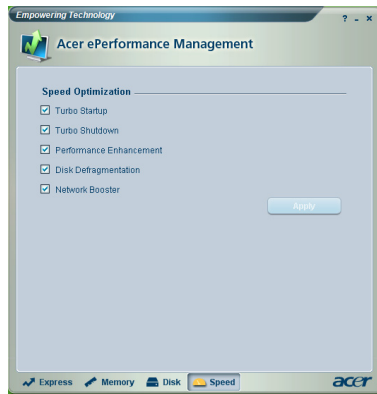 Empowering Technology
? - ×
Acer ePerformance Management
Speed Optimization
Turbo Startup
Turbo Shutdown
Performance Enhancement
Disk Defragmentation
Network Booster
Apply
Express Memory Disk Speed acer